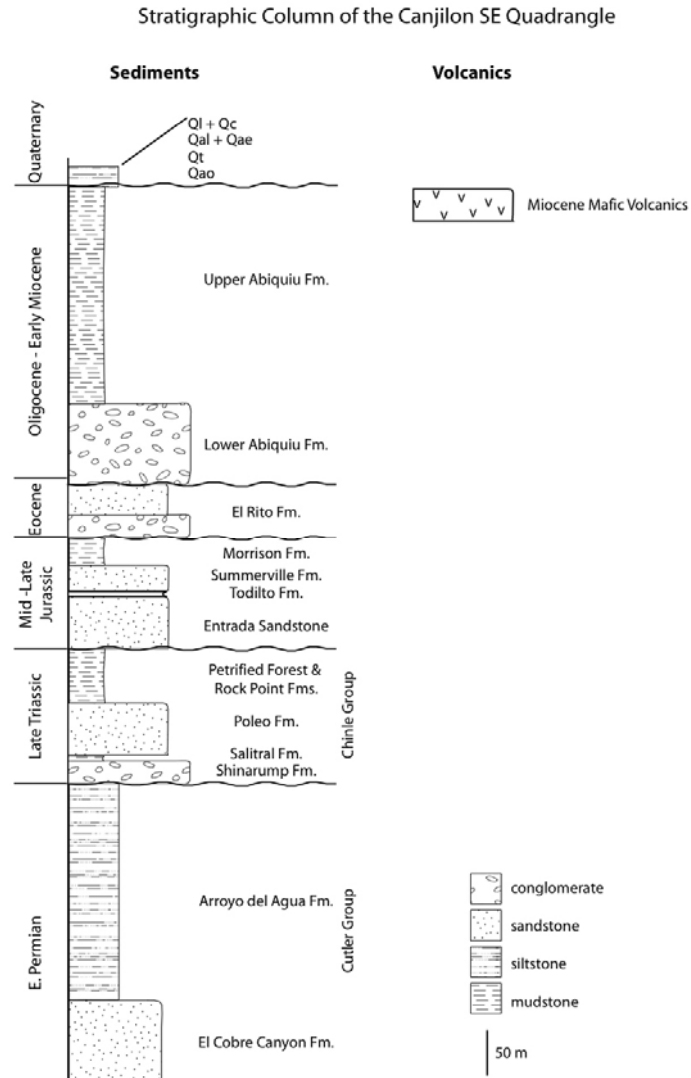 Stratigraphic Column of the Canjilon SE Quadrangle
Sediments
Volcanics
Quaternary
Ql + Qc
Qal + Qae
Qt
Qao
Miocene Mafic Volcanics
Oligocene - Early Miocene
Upper Abiquiu Fm.
Lower Abiquiu Fm.
Eocene
El Rito Fm.
Mid -Late
Jurassic
Morrison Fm.
Summerville Fm.
Todilto Fm.
Entrada Sandstone
Late Triassic
Petrified Forest &
Rock Point Fms.
Poleo Fm.
Salitral Fm.
Shinarump Fm.
Chinle Group
E. Permian
Arroyo del Agua Fm.
El Cobre Canyon Fm.
Cutler Group
conglomerate
sandstone
siltstone
mudstone
50 m